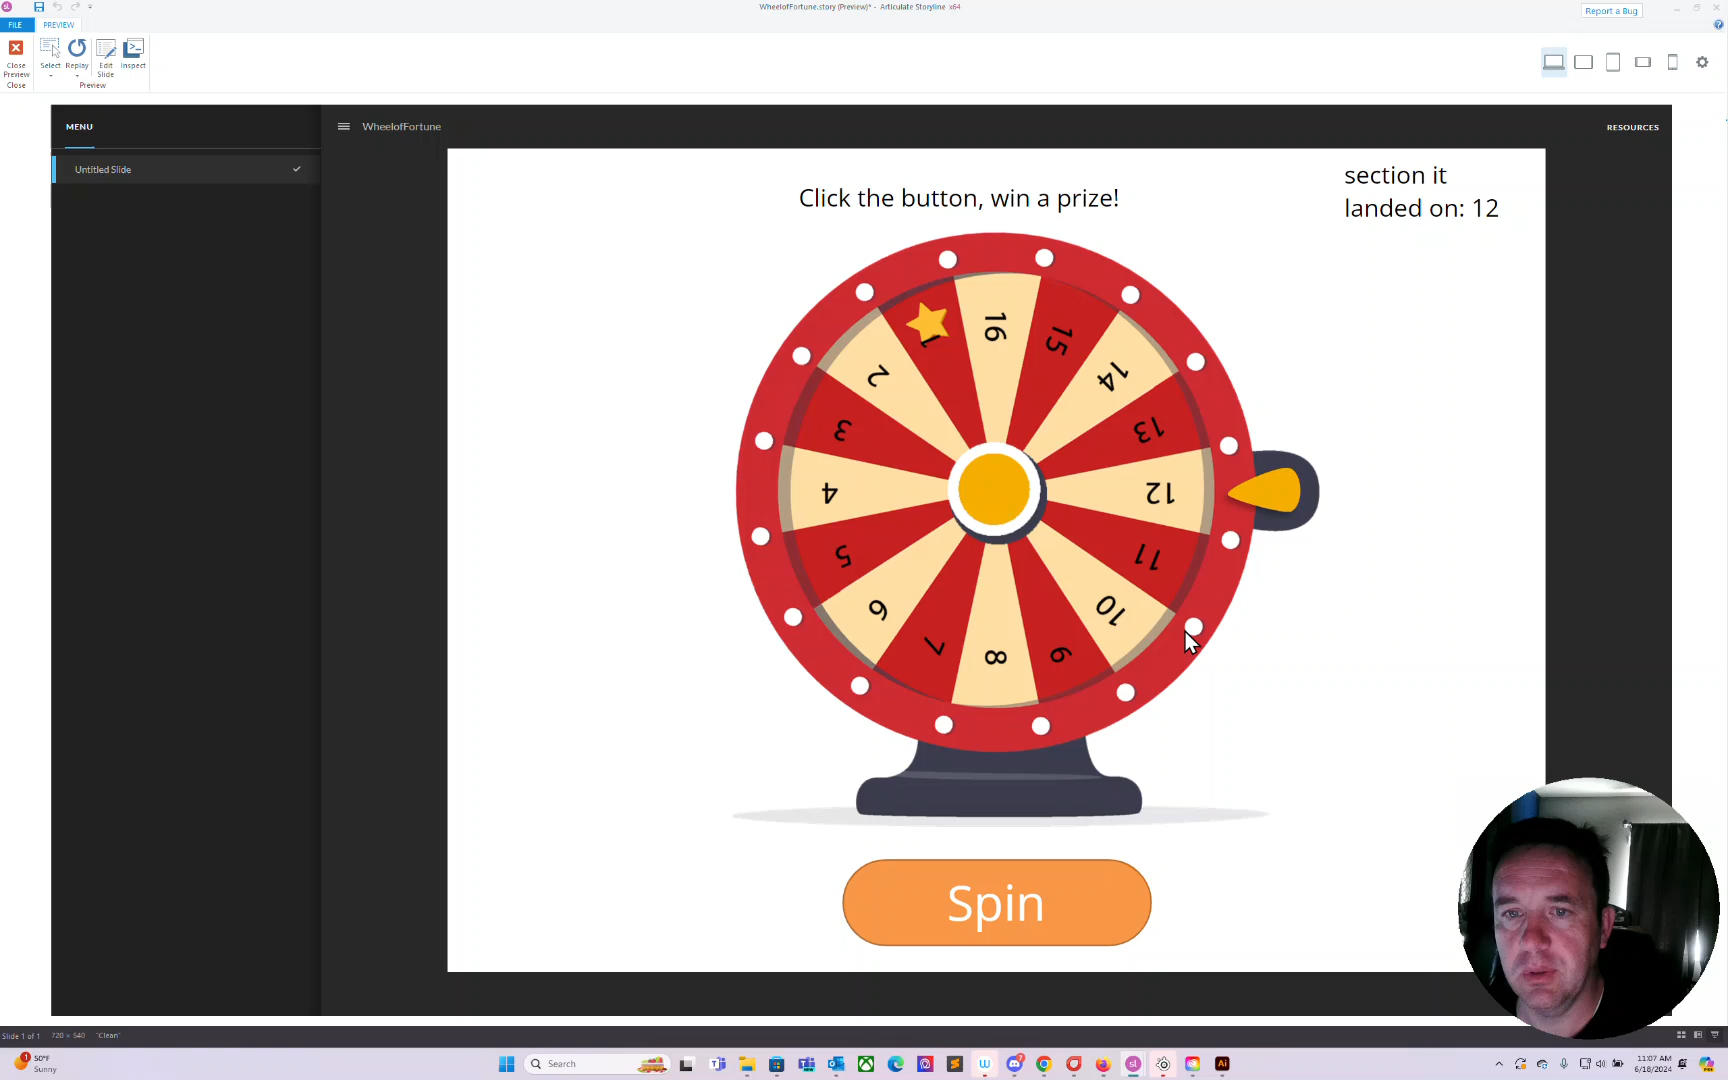 WheelofFortune.story (Preview)* - Articulate Storyline x64
Report a Bug
FILE
PREVIEW
Close Preview
Select
Replay
Edit Slide
Inspect
Close
Preview
MENU
WheelofFortune
RESOURCES
Untitled Slide
section it
landed on: 12
Click the button, win a prize!
1
2
3
4
5
6
7
8
9
10
11
12
13
14
15
16
Spin
Slide 1 of 1
720 × 540
"Clean"
1
50°F
Sunny
Search
11:07 AM
6/18/2024